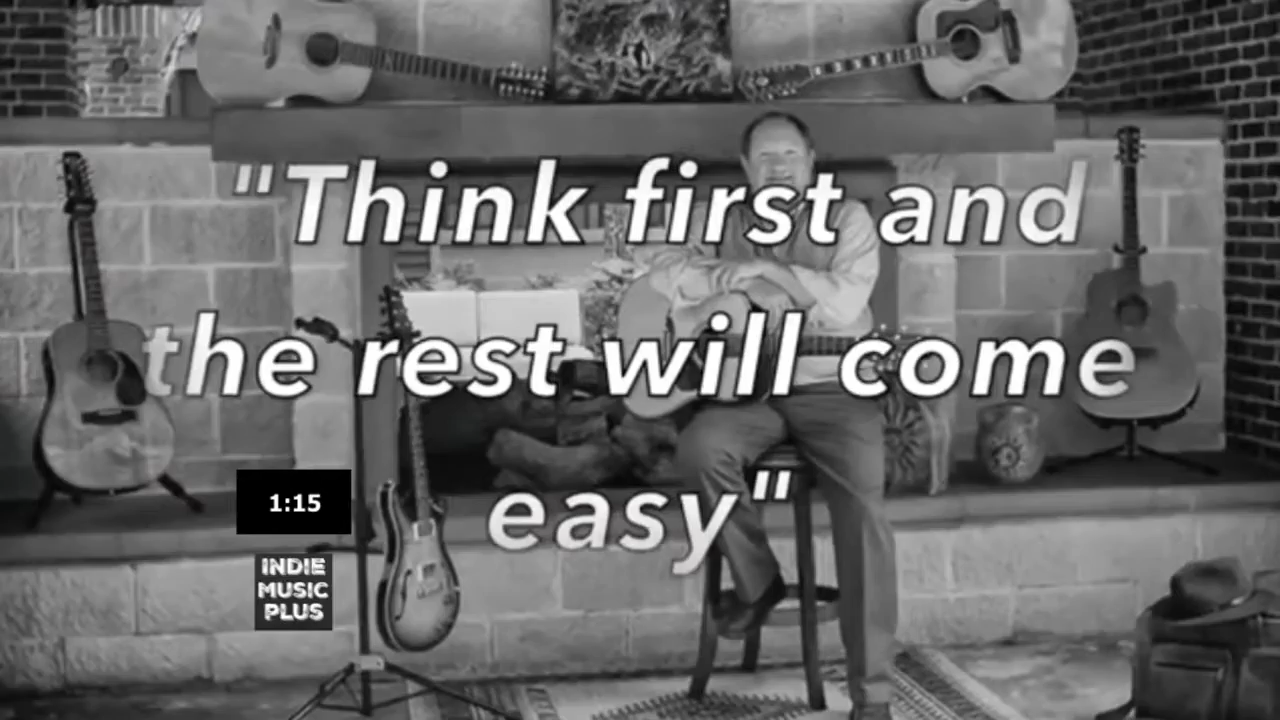 "Think first and
the rest will come
easy"
1:15
INDIE
MUSIC
PLUS